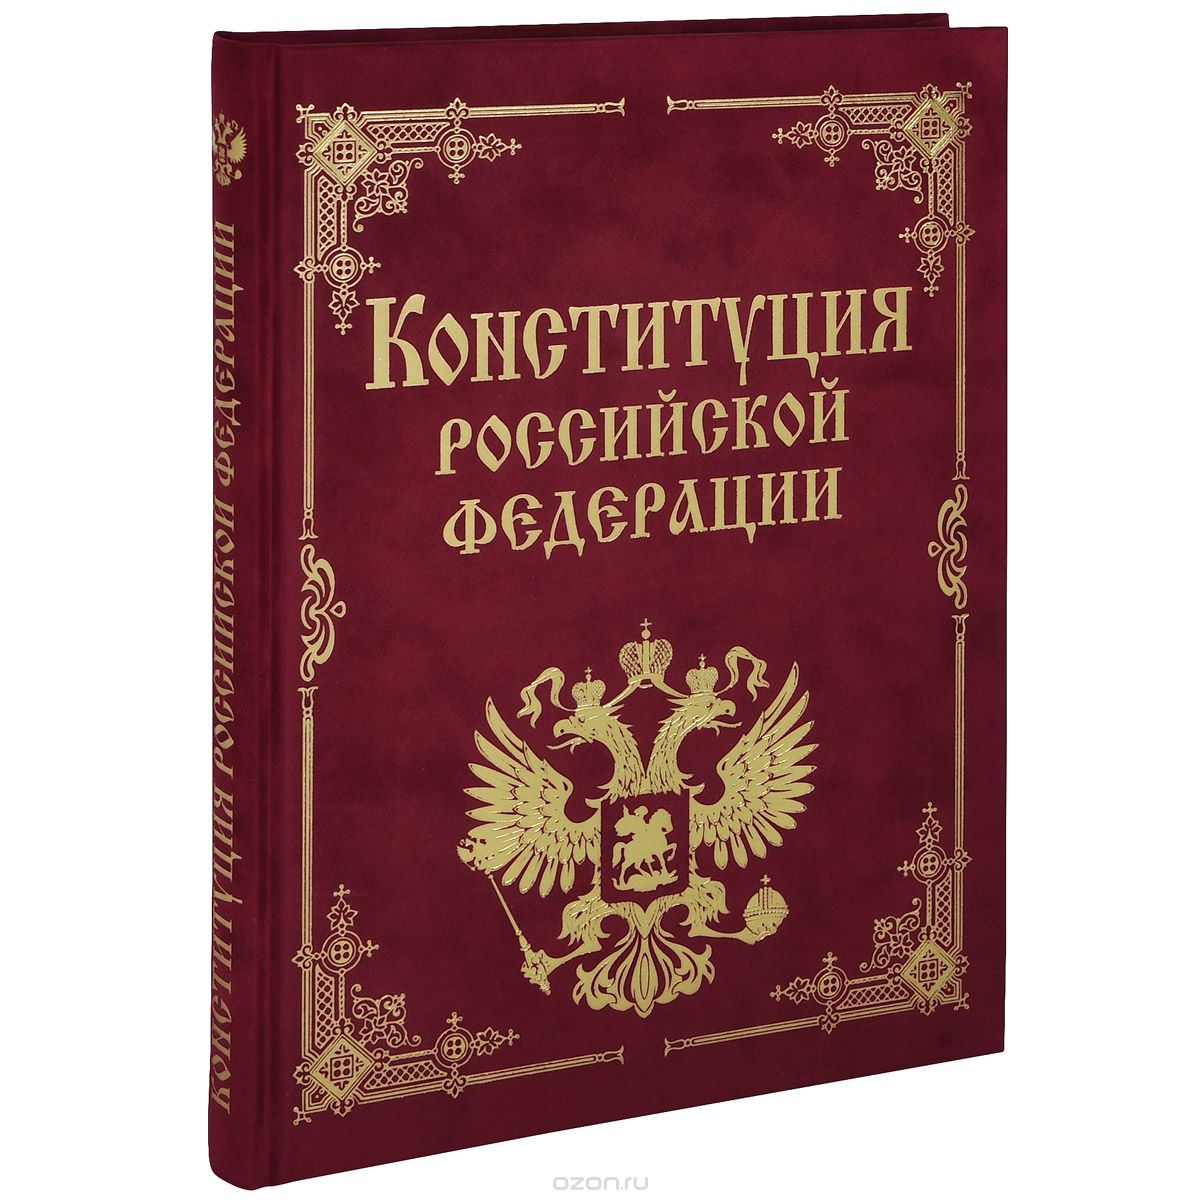 Конституция
Российской
Федерации
Конституция Российской Федерации
ozon.ru